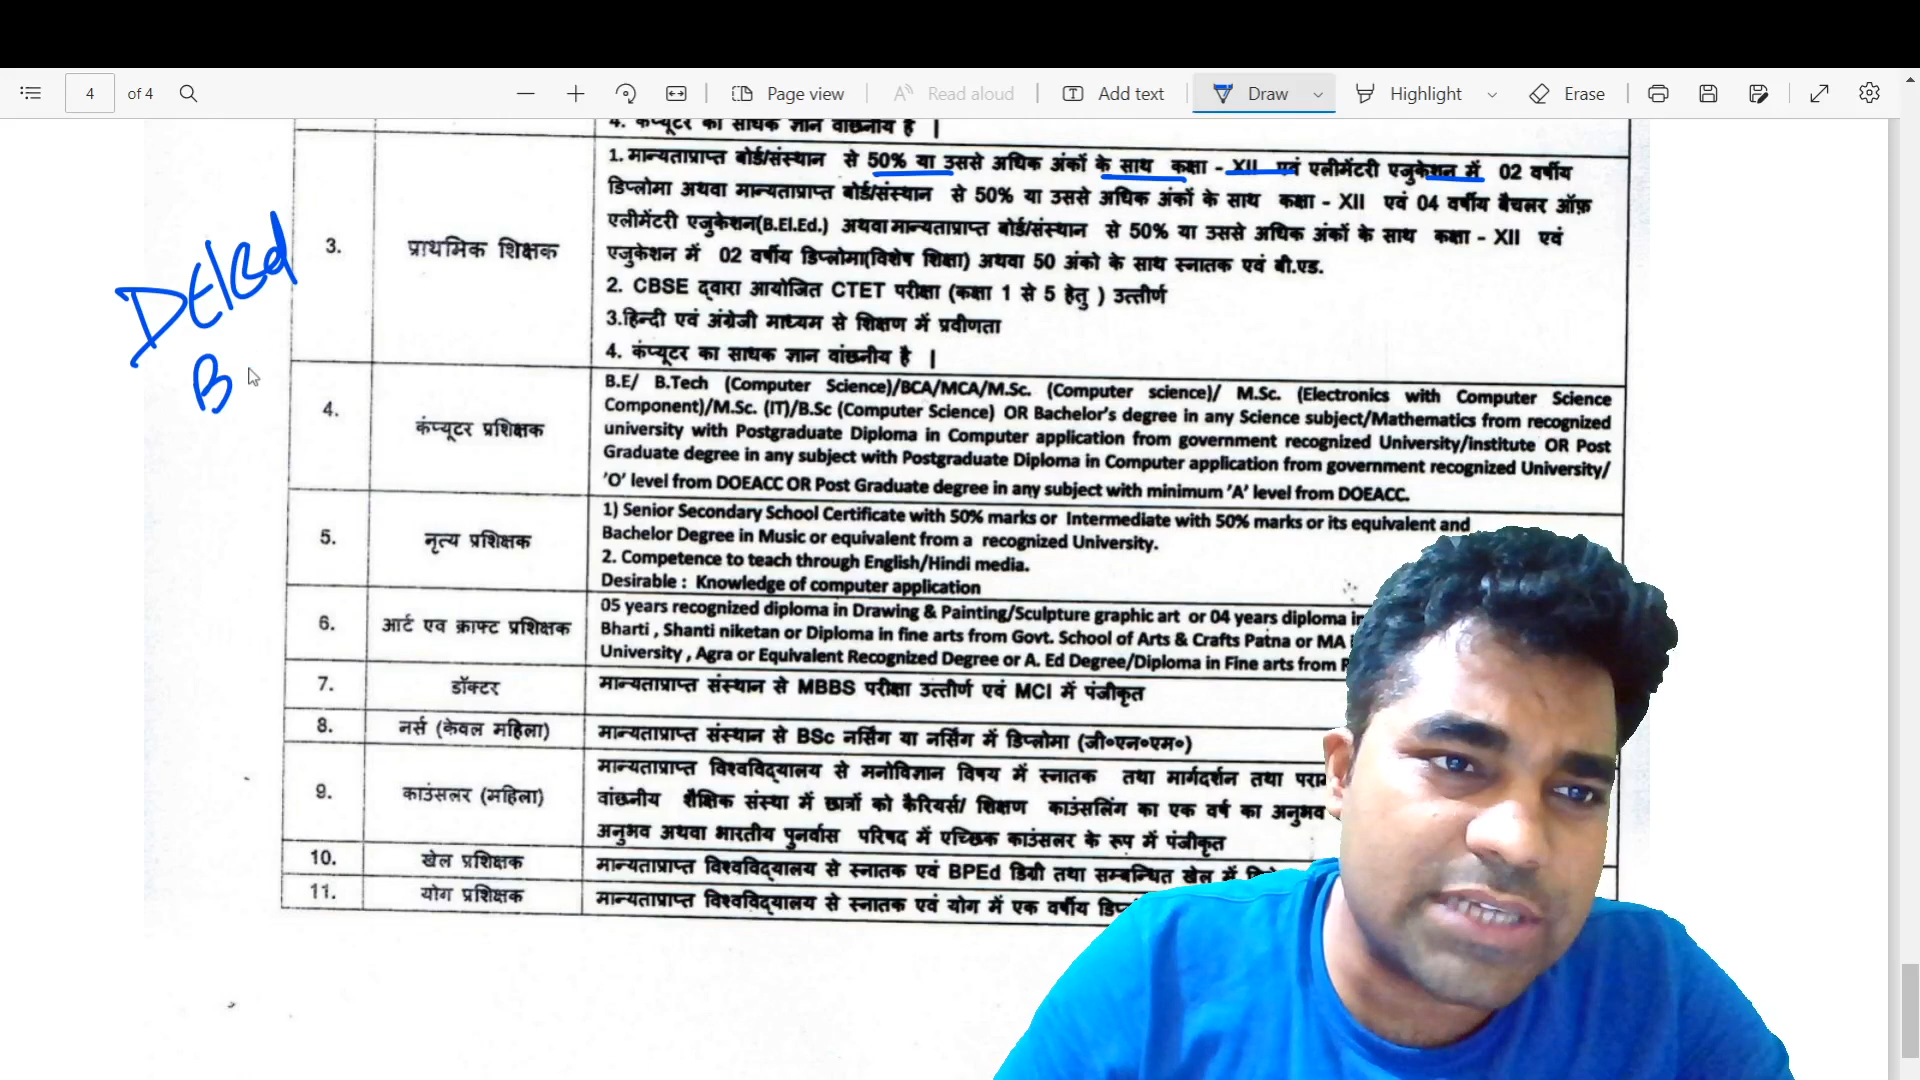 4 of 4 Page view Read aloud Add text Draw Highlight Erase
4. कंप्यूटर का साधक ज्ञान वांछनीय है |
3. प्राथमिक शिक्षक
1. मान्यताप्राप्त बोर्ड/संस्थान से 50% या उससे अधिक अंकों के साथ कक्षा - XII एवं एलीमेंटरी एजुकेशन में 02 वर्षीय
डिप्लोमा अथवा मान्यताप्राप्त बोर्ड/संस्थान से 50% या उससे अधिक अंकों के साथ कक्षा - XII एवं 04 वर्षीय बैचलर ऑफ़
एलीमेंटरी एजुकेशन(B.El.Ed.) अथवा मान्यताप्राप्त बोर्ड/संस्थान से 50% या उससे अधिक अंकों के साथ कक्षा - XII एवं
एजुकेशन में 02 वर्षीय डिप्लोमा(विशेष शिक्षा) अथवा 50 अंको के साथ स्नातक एवं बी.एड.
2. CBSE द्वारा आयोजित CTET परीक्षा (कक्षा 1 से 5 हेतु ) उत्तीर्ण
3.हिन्दी एवं अंग्रेजी माध्यम से शिक्षण में प्रवीणता
4. कंप्यूटर का साधक ज्ञान वांछनीय है |
DElEd
B
4. कंप्यूटर प्रशिक्षक
B.E/ B.Tech (Computer Science)/BCA/MCA/M.Sc. (Computer science)/ M.Sc. (Electronics with Computer Science
Component)/M.Sc. (IT)/B.Sc (Computer Science) OR Bachelor's degree in any Science subject/Mathematics from recognized
university with Postgraduate Diploma in Computer application from government recognized University/institute OR Post
Graduate degree in any subject with Postgraduate Diploma in Computer application from government recognized University/
'O' level from DOEACC OR Post Graduate degree in any subject with minimum 'A' level from DOEACC.
5. नृत्य प्रशिक्षक
1) Senior Secondary School Certificate with 50% marks or Intermediate with 50% marks or its equivalent and
Bachelor Degree in Music or equivalent from a recognized University.
2. Competence to teach through English/Hindi media.
Desirable : Knowledge of computer application
6. आर्ट एव क्राफ्ट प्रशिक्षक
05 years recognized diploma in Drawing & Painting/Sculpture graphic art or 04 years diploma in
Bharti , Shanti niketan or Diploma in fine arts from Govt. School of Arts & Crafts Patna or MA
University , Agra or Equivalent Recognized Degree or A. Ed Degree/Diploma in Fine arts from
7. डॉक्टर
मान्यताप्राप्त संस्थान से MBBS परीक्षा उत्तीर्ण एवं MCI में पंजीकृत
8. नर्स (केवल महिला)
मान्यताप्राप्त संस्थान से BSc नर्सिंग या नर्सिंग में डिप्लोमा (जी०एन०एम०)
9. काउंसलर (महिला)
मान्यताप्राप्त विश्वविद्यालय से मनोविज्ञान विषय में स्नातक तथा मार्गदर्शन तथा
वांछनीय शैक्षिक संस्था में छात्रों को कैरियर्स/ शिक्षण काउंसलिंग का एक वर्ष का अनुभव
अनुभव अथवा भारतीय पुनर्वास परिषद में एच्छिक काउंसलर के रूप में पंजीकृत
10. खेल प्रशिक्षक
मान्यताप्राप्त विश्वविद्यालय से स्नातक एवं BPEd डिग्री तथा सम्बन्धित खेल में
11. योग प्रशिक्षक
मान्यताप्राप्त विश्वविद्यालय से स्नातक एवं योग में एक वर्षीय